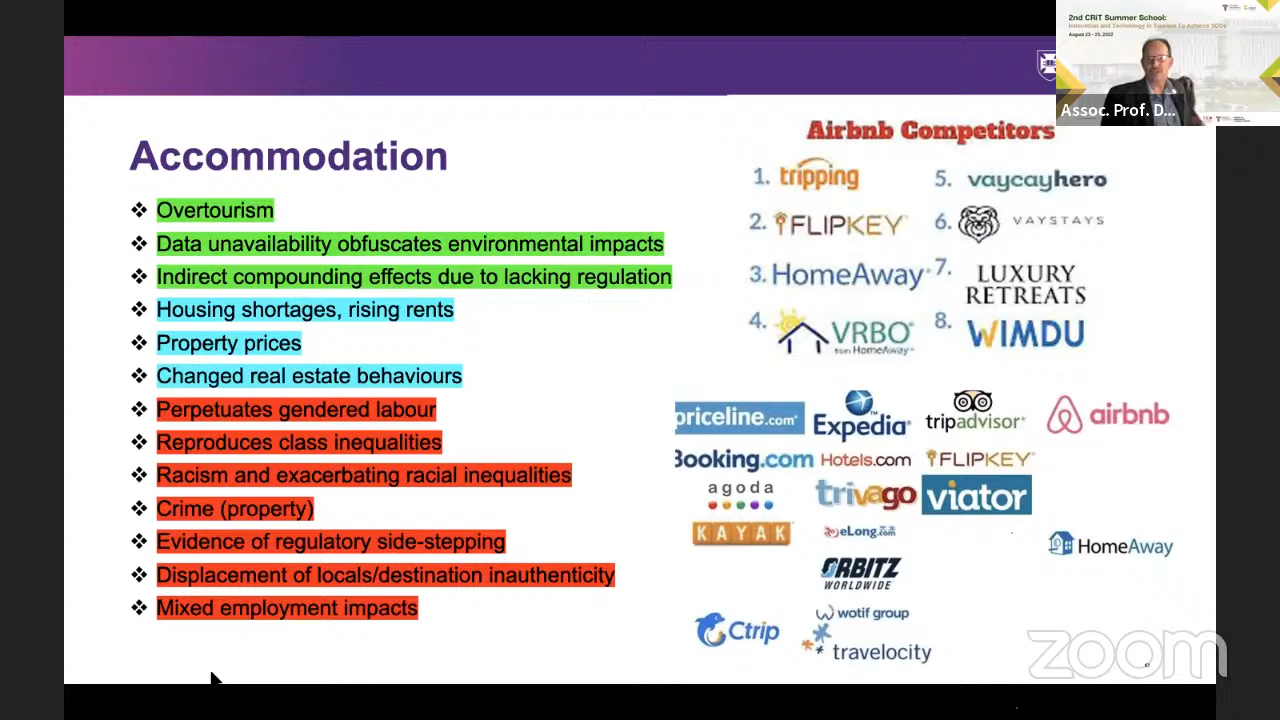 2nd CRiT Summer School:
Innovation and Technology in Tourism To Achieve SDGs
August 23 - 25, 2022
Assoc. Prof. D...
Accommodation
❖ Overtourism
❖ Data unavailability obfuscates environmental impacts
❖ Indirect compounding effects due to lacking regulation
❖ Housing shortages, rising rents
❖ Property prices
❖ Changed real estate behaviours
❖ Perpetuates gendered labour
❖ Reproduces class inequalities
❖ Racism and exacerbating racial inequalities
❖ Crime (property)
❖ Evidence of regulatory side-stepping
❖ Displacement of locals/destination inauthenticity
❖ Mixed employment impacts
Airbnb Competitors
1. tripping
2. FLIPKEY
3. HomeAway
4. VRBO
from HomeAway
5. vaycayhero
6. VAYSTAYS
7. LUXURY
RETREATS
8. WIMDU
priceline.com
Expedia
tripadvisor
airbnb
Booking.com
Hotels.com
FLIPKEY
agoda
trivago
viator
KAYAK
eLong.com
HomeAway
ORBITZ
WORLDWIDE
wotif group
Ctrip
travelocity
zoom